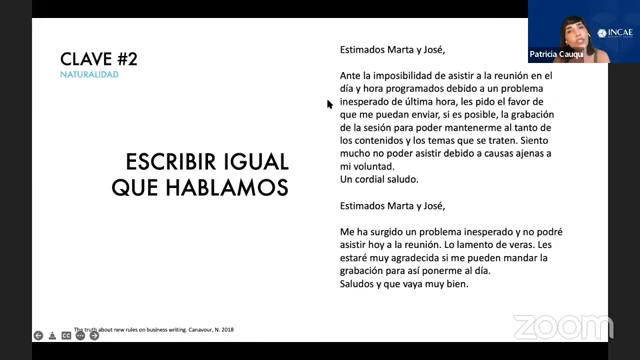 CLAVE #2
NATURALIDAD
ESCRIBIR IGUAL
QUE HABLAMOS
Estimados Marta y José,
Ante la imposibilidad de asistir a la reunión en el
día y hora programados debido a un problema
inesperado de última hora, les pido el favor de
que me puedan enviar, si es posible, la grabación
de la sesión para poder mantenerme al tanto de
los contenidos y los temas que se traten. Siento
mucho no poder asistir debido a causas ajenas a
mi voluntad.
Un cordial saludo.
Estimados Marta y José,
Me ha surgido un problema inesperado y no podré
asistir hoy a la reunión. Lo lamento de veras. Les
estaré muy agradecida si me pueden mandar la
grabación para así ponerme al día.
Saludos y que vaya muy bien.
The truth about new rules on business writing. Canavour, N. 2018
CC
INCAE
Patricia Cauqui
zoom